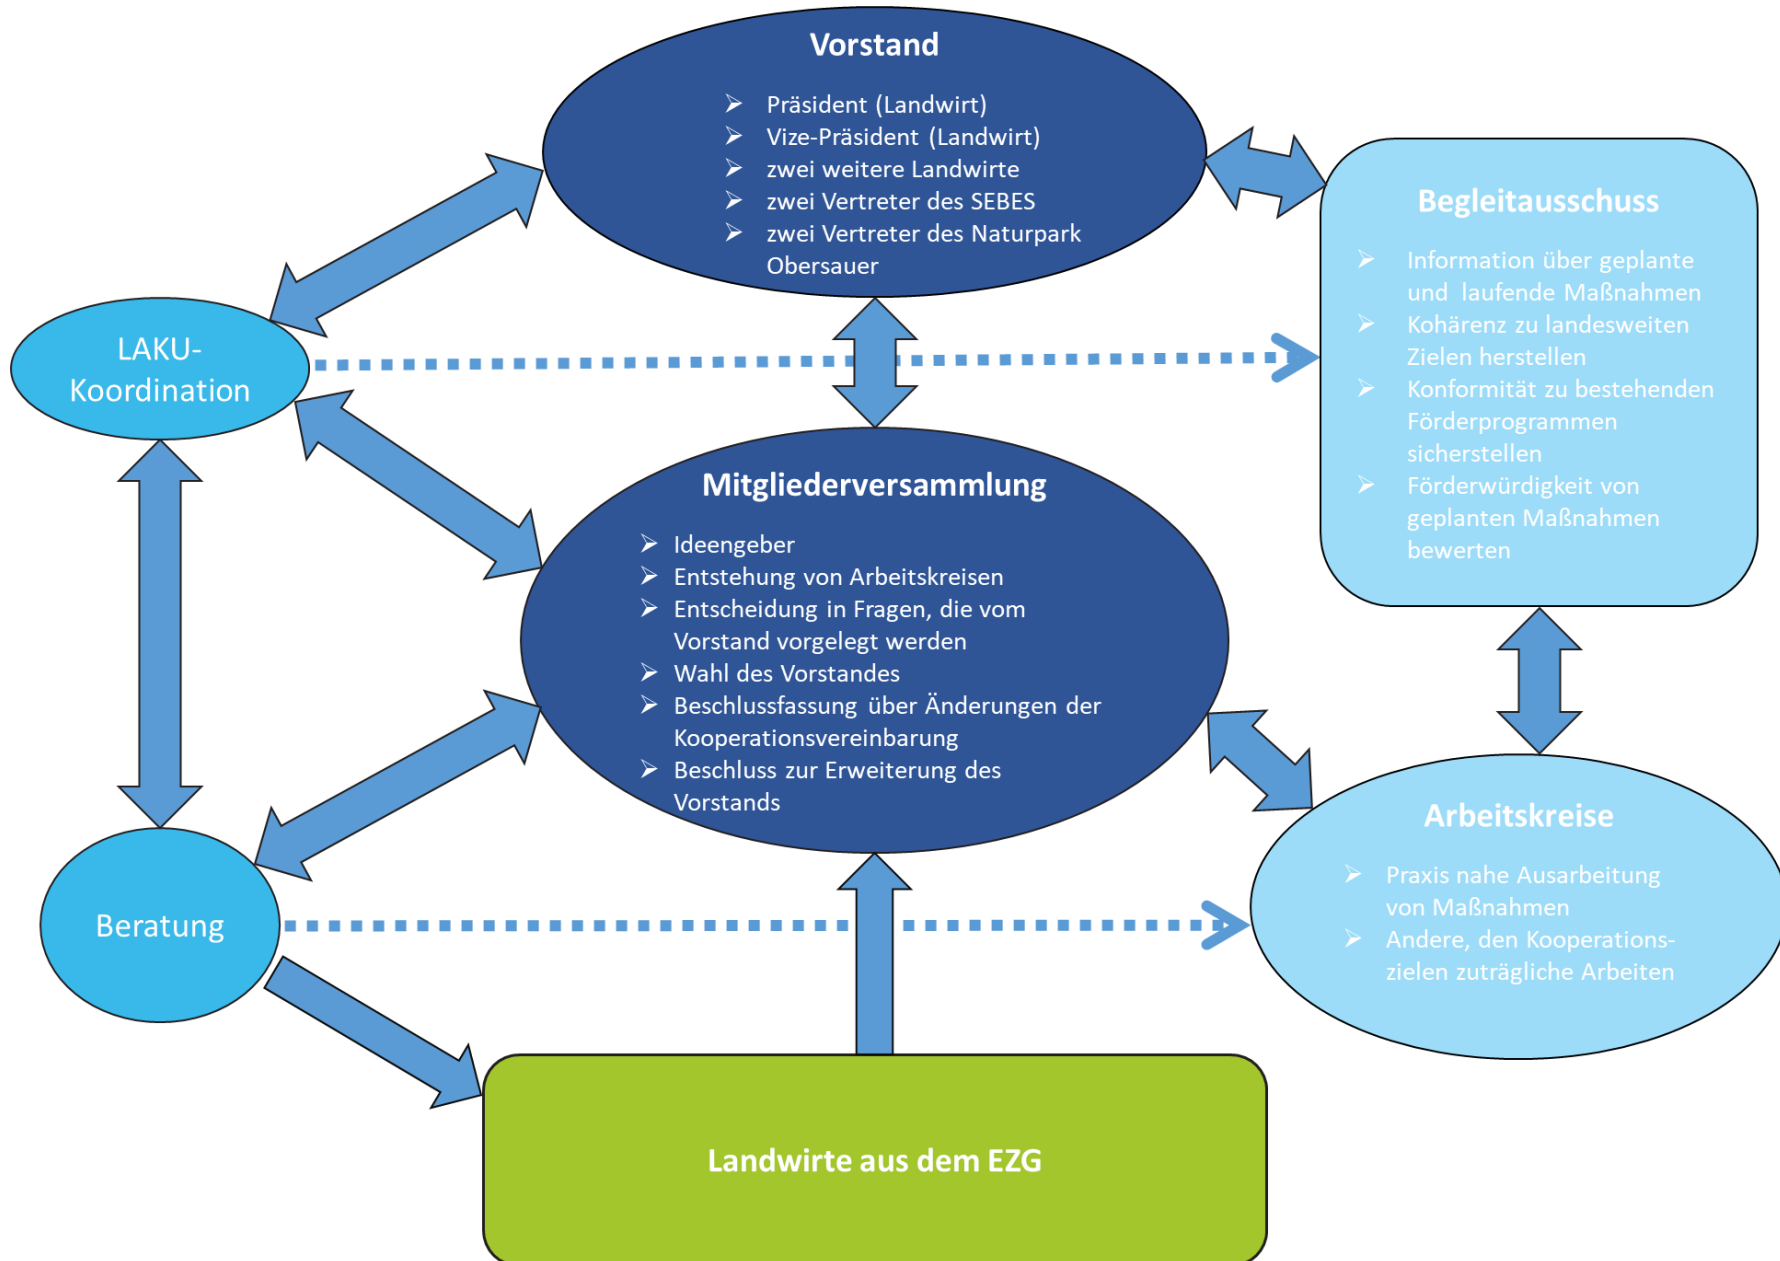 Vorstand
➢ Präsident (Landwirt)
➢ Vize-Präsident (Landwirt)
➢ zwei weitere Landwirte
➢ zwei Vertreter des SEBES
➢ zwei Vertreter des Naturpark
Obersauer
Begleitausschuss
➢ Information über geplante
und laufende Maßnahmen
➢ Kohärenz zu landesweiten
Zielen herstellen
➢ Konformität zu bestehenden
Förderprogrammen
sicherstellen
➢ Förderwürdigkeit von
geplanten Maßnahmen
bewerten
LAKU-
Koordination
Mitgliederversammlung
➢ Ideengeber
➢ Entstehung von Arbeitskreisen
➢ Entscheidung in Fragen, die vom
Vorstand vorgelegt werden
➢ Wahl des Vorstandes
➢ Beschlussfassung über Änderungen der
Kooperationsvereinbarung
➢ Beschluss zur Erweiterung des
Vorstands
Arbeitskreise
➢ Praxis nahe Ausarbeitung
von Maßnahmen
➢ Andere, den Kooperations-
zielen zuträgliche Arbeiten
Beratung
Landwirte aus dem EZG